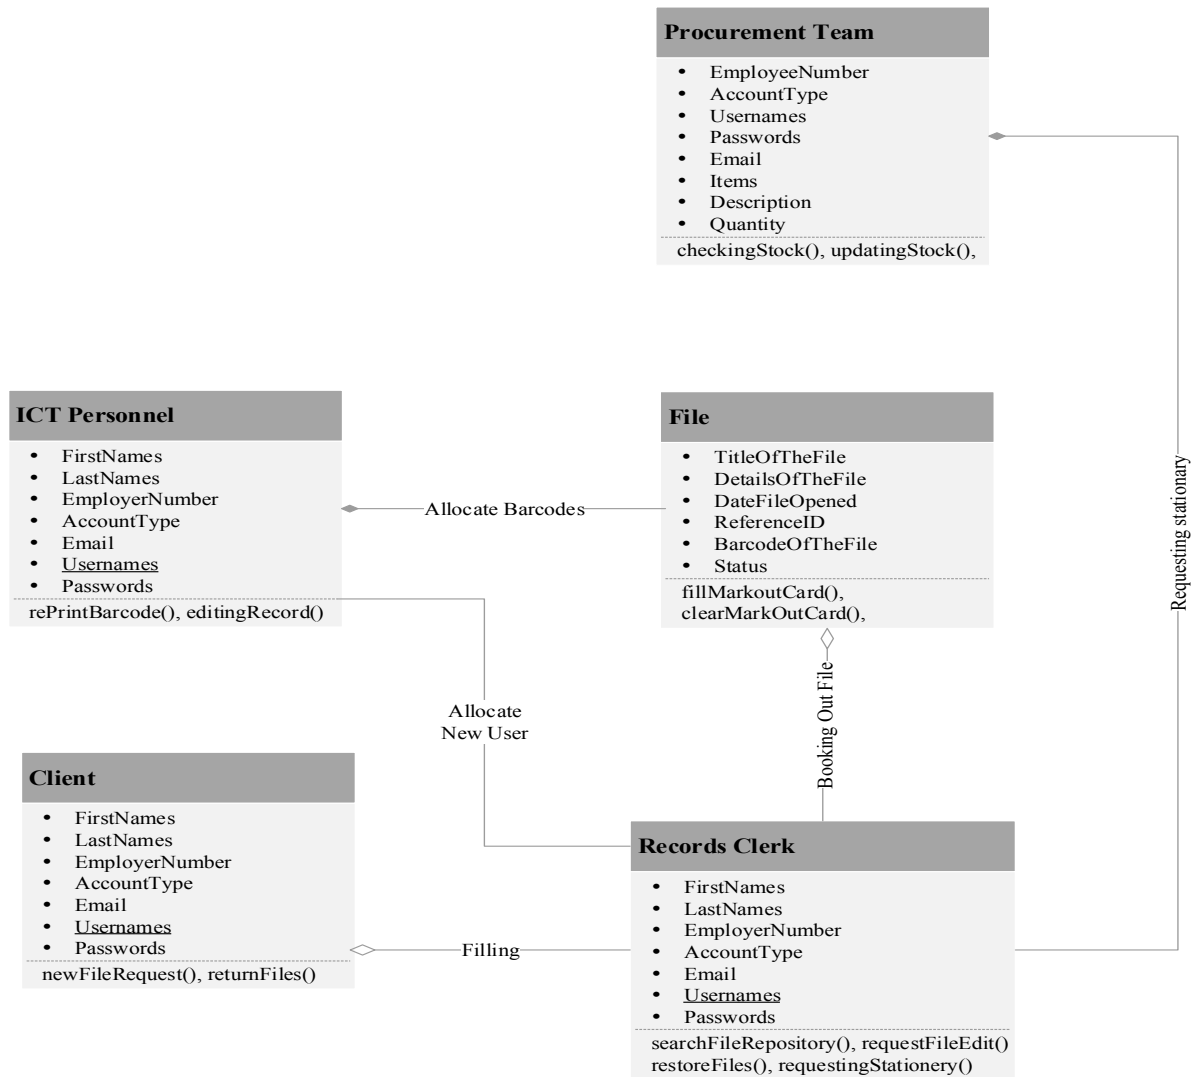 Procurement Team
• EmployeeNumber
• AccountType
• Usernames
• Passwords
• Email
• Items
• Description
• Quantity
checkingStock(), updatingStock(),
ICT Personnel
• FirstNames
• LastNames
• EmployerNumber
• AccountType
• Email
• Usernames
• Passwords
rePrintBarcode(), editingRecord()
Allocate Barcodes
File
• TitleOfTheFile
• DetailsOfTheFile
• DateFileOpened
• ReferenceID
• BarcodeOfTheFile
• Status
fillMarkoutCard(),
clearMarkOutCard(),
Requesting stationary
Allocate
New User
Booking Out File
Client
• FirstNames
• LastNames
• EmployerNumber
• AccountType
• Email
• Usernames
• Passwords
newFileRequest(), returnFiles()
Filling
Records Clerk
• FirstNames
• LastNames
• EmployerNumber
• AccountType
• Email
• Usernames
• Passwords
searchFileRepository(), requestFileEdit()
restoreFiles(), requestingStationery()